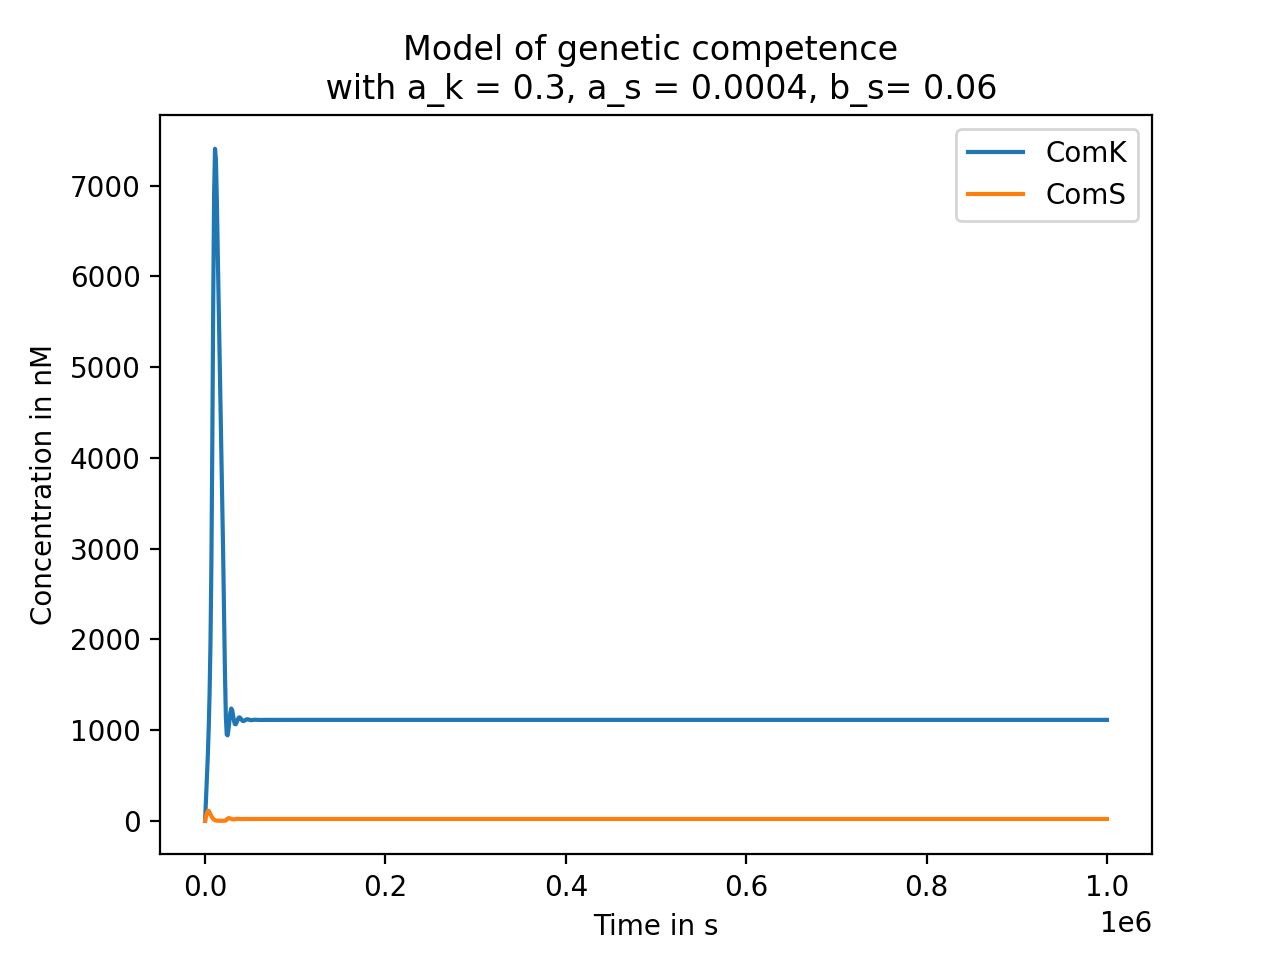 Model of genetic competence
with a_k = 0.3, a_s = 0.0004, b_s= 0.06
ComK
ComS
Concentration in nM
7000
6000
5000
4000
3000
2000
1000
0
0.0 0.2 0.4 0.6 0.8 1.0
1e6
Time in s